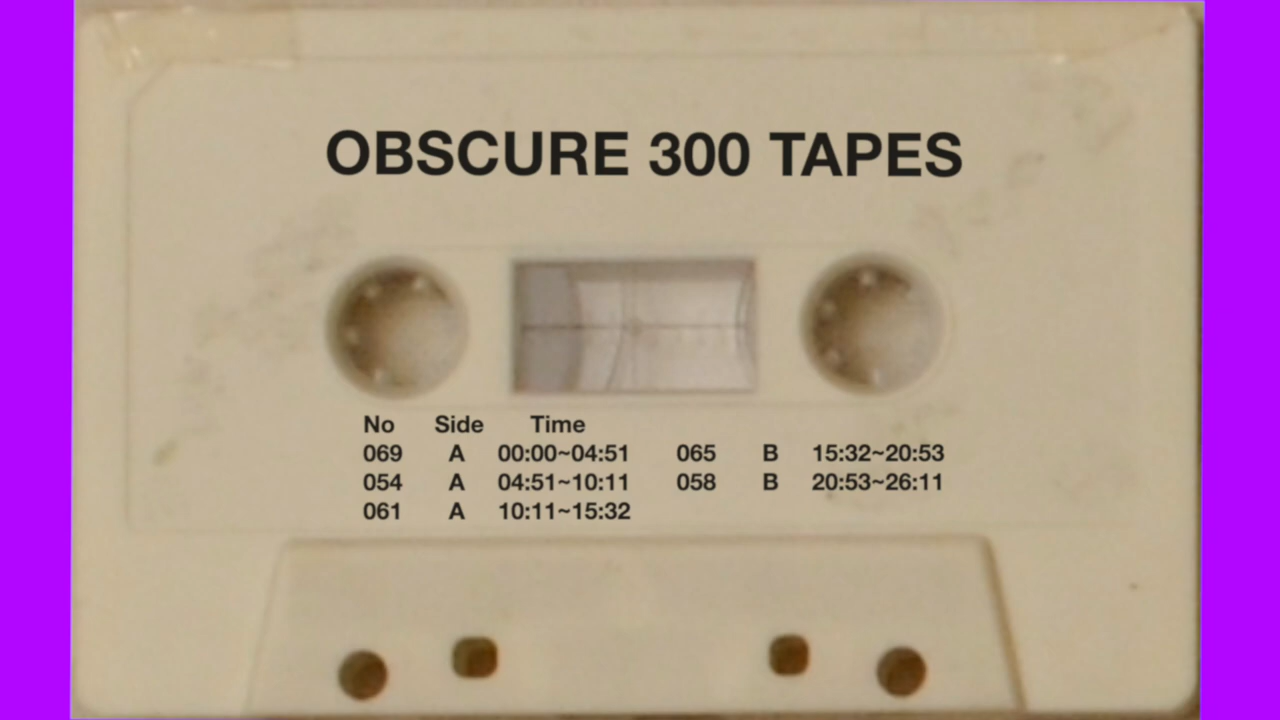 OBSCURE 300 TAPES
No Side Time
069 A 00:00~04:51 065 B 15:32~20:53
054 A 04:51~10:11 058 B 20:53~26:11
061 A 10:11~15:32